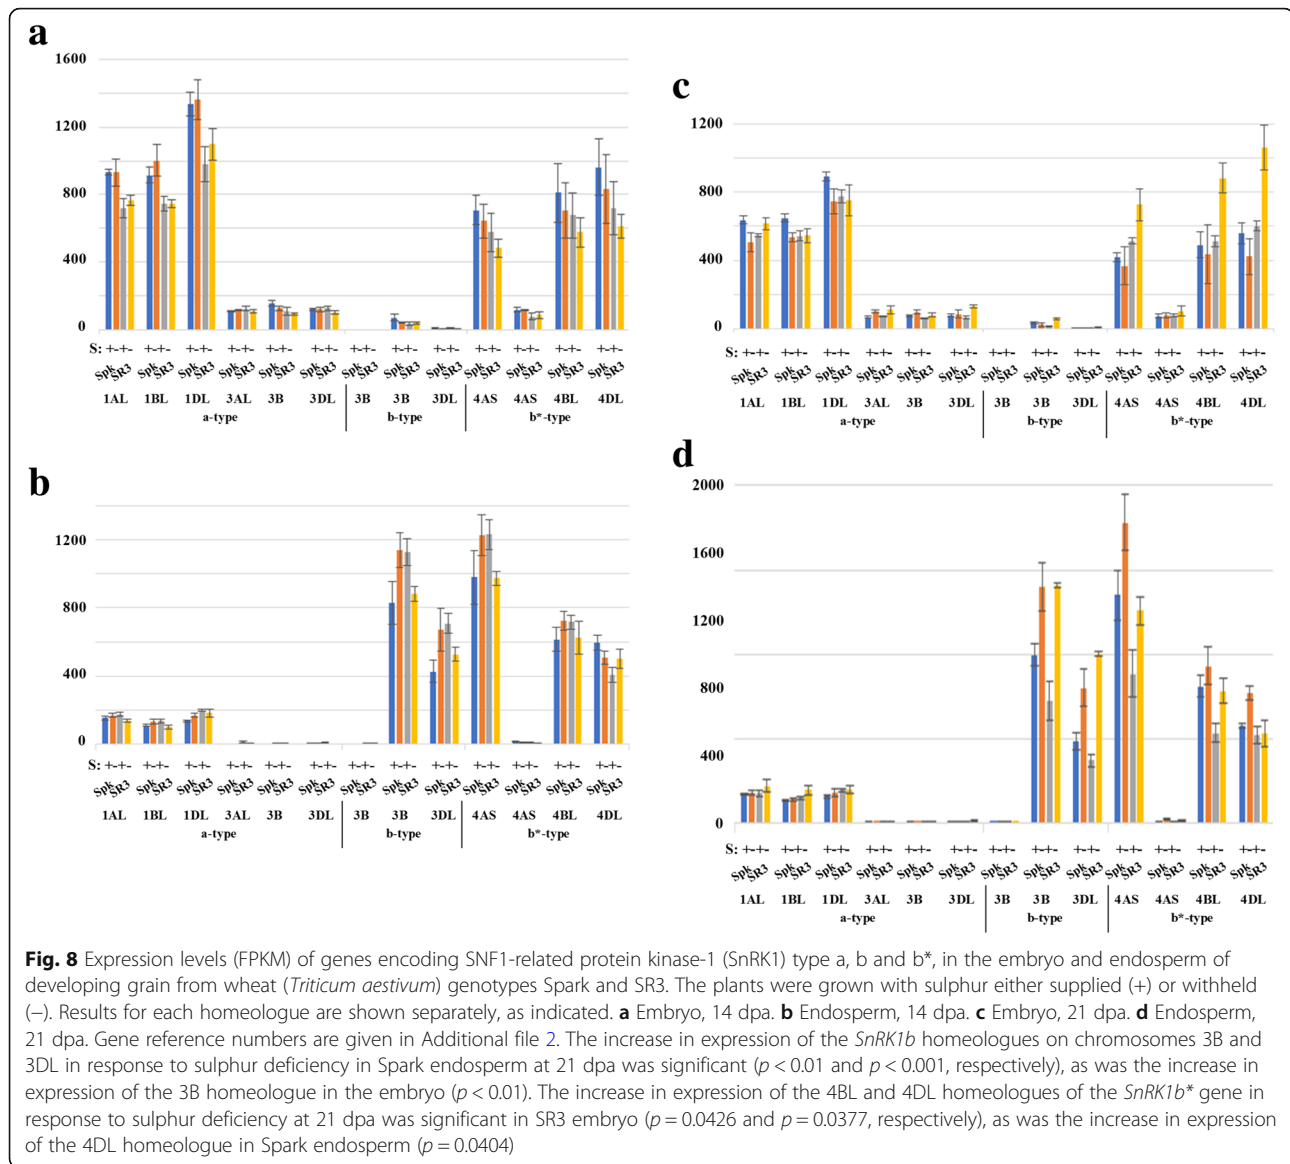 a
1600
1200
800
400
0
S: +-+- +-+- +-+- +-+- +-+- +-+- +-+- +-+- +-+- +-+- +-+- +-+- +-+-
Spk SR3 Spk SR3 Spk SR3 Spk SR3 Spk SR3 Spk SR3 Spk SR3 Spk SR3 Spk SR3 Spk SR3 Spk SR3 Spk SR3 Spk SR3
1AL 1BL 1DL 3AL 3B 3DL 3B 3B 3DL 4AS 4AS 4BL 4DL
a-type b-type b*-type
b
1200
800
400
0
S: +-+- +-+- +-+- +-+- +-+- +-+- +-+- +-+- +-+- +-+- +-+- +-+- +-+-
Spk SR3 Spk SR3 Spk SR3 Spk SR3 Spk SR3 Spk SR3 Spk SR3 Spk SR3 Spk SR3 Spk SR3 Spk SR3 Spk SR3 Spk SR3
1AL 1BL 1DL 3AL 3B 3DL 3B 3B 3DL 4AS 4AS 4BL 4DL
a-type b-type b*-type
c
1200
800
400
0
S: +-+- +-+- +-+- +-+- +-+- +-+- +-+- +-+- +-+- +-+- +-+- +-+- +-+-
Spk SR3 Spk SR3 Spk SR3 Spk SR3 Spk SR3 Spk SR3 Spk SR3 Spk SR3 Spk SR3 Spk SR3 Spk SR3 Spk SR3 Spk SR3
1AL 1BL 1DL 3AL 3B 3DL 3B 3B 3DL 4AS 4AS 4BL 4DL
a-type b-type b*-type
d
2000
1600
1200
800
400
0
S: +-+- +-+- +-+- +-+- +-+- +-+- +-+- +-+- +-+- +-+- +-+- +-+- +-+-
Spk SR3 Spk SR3 Spk SR3 Spk SR3 Spk SR3 Spk SR3 Spk SR3 Spk SR3 Spk SR3 Spk SR3 Spk SR3 Spk SR3 Spk SR3
1AL 1BL 1DL 3AL 3B 3DL 3B 3B 3DL 4AS 4AS 4BL 4DL
a-type b-type b*-type
Fig. 8 Expression levels (FPKM) of genes encoding SNF1-related protein kinase-1 (SnRK1) type a, b and b*, in the embryo and endosperm of
developing grain from wheat (Triticum aestivum) genotypes Spark and SR3. The plants were grown with sulphur either supplied (+) or withheld
(−). Results for each homeologue are shown separately, as indicated. a Embryo, 14 dpa. b Endosperm, 14 dpa. c Embryo, 21 dpa. d Endosperm,
21 dpa. Gene reference numbers are given in Additional file 2. The increase in expression of the SnRK1b homeologues on chromosomes 3B and
3DL in response to sulphur deficiency in Spark endosperm at 21 dpa was significant (p < 0.01 and p < 0.001, respectively), as was the increase in
expression of the 3B homeologue in the embryo (p < 0.01). The increase in expression of the 4BL and 4DL homeologues of the SnRK1b* gene in
response to sulphur deficiency at 21 dpa was significant in SR3 embryo (p = 0.0426 and p = 0.0377, respectively), as was the increase in expression
of the 4DL homeologue in Spark endosperm (p = 0.0404)